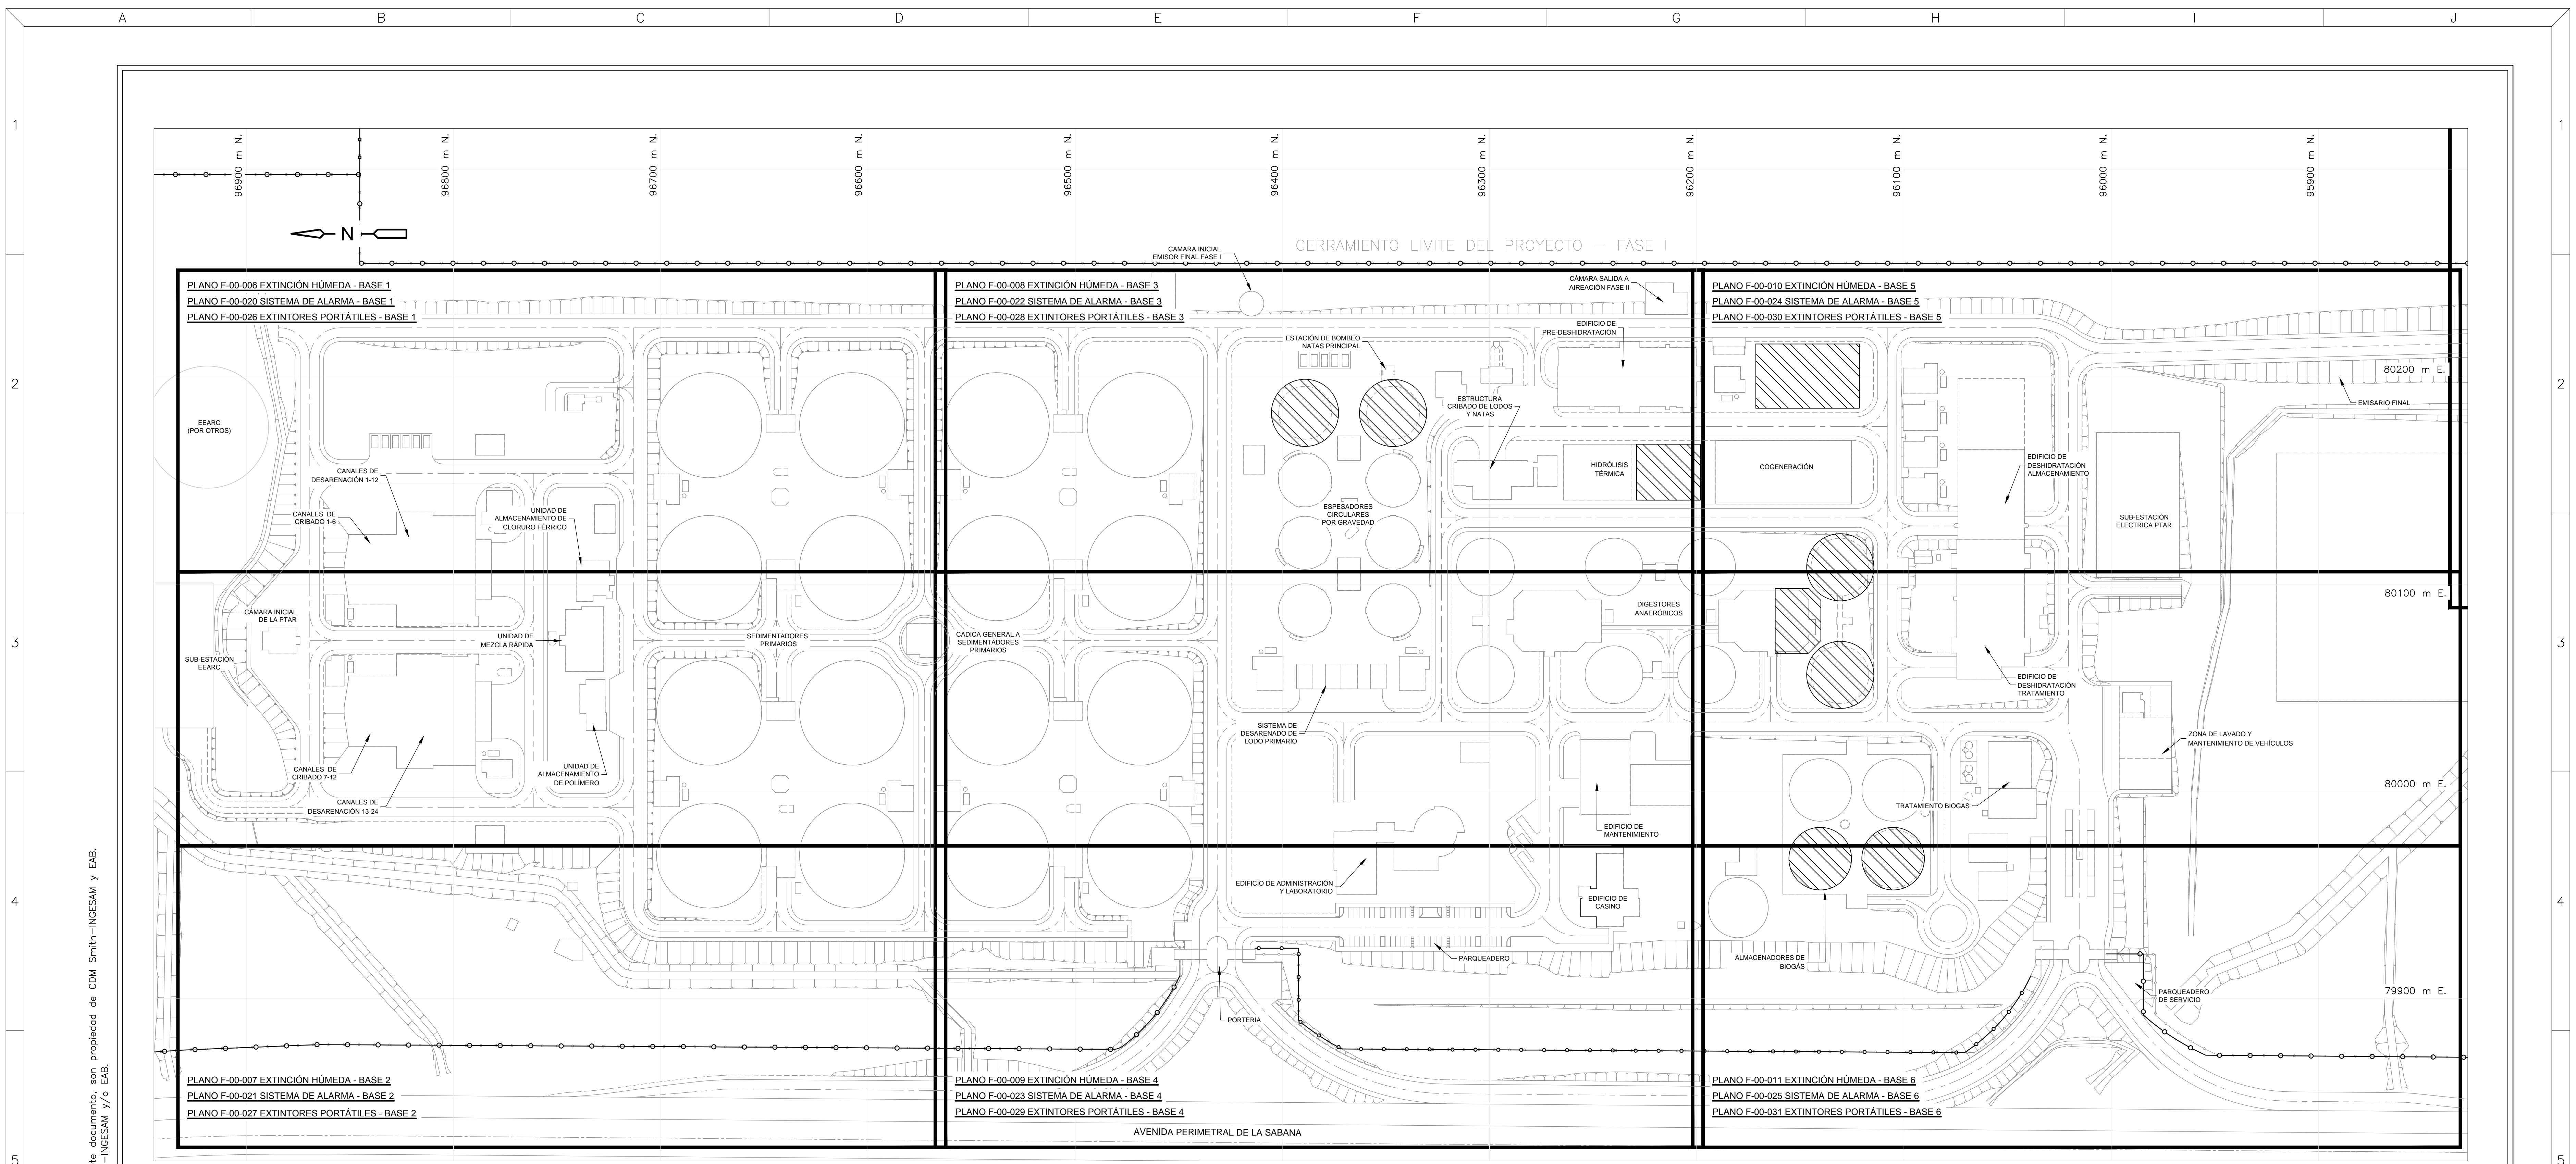 A B C D E F G H I J
1
1
96900 m N.
96800 m N.
96700 m N.
96600 m N.
96500 m N.
96400 m N.
96300 m N.
96200 m N.
96100 m N.
96000 m N.
95900 m N.
N
CERRAMIENTO LIMITE DEL PROYECTO - FASE I
CAMARA INICIAL
EMISOR FINAL FASE I
PLANO F-00-006 EXTINCIÓN HÚMEDA - BASE 1
PLANO F-00-020 SISTEMA DE ALARMA - BASE 1
PLANO F-00-026 EXTINTORES PORTÁTILES - BASE 1
PLANO F-00-008 EXTINCIÓN HÚMEDA - BASE 3
PLANO F-00-022 SISTEMA DE ALARMA - BASE 3
PLANO F-00-028 EXTINTORES PORTÁTILES - BASE 3
CÁMARA SALIDA A
AIREACIÓN FASE II
PLANO F-00-010 EXTINCIÓN HÚMEDA - BASE 5
PLANO F-00-024 SISTEMA DE ALARMA - BASE 5
PLANO F-00-030 EXTINTORES PORTÁTILES - BASE 5
EDIFICIO DE
PRE-DESHIDRATACIÓN
ESTACIÓN DE BOMBEO
NATAS PRINCIPAL
2
2
80200 m E.
EMISARIO FINAL
ESTRUCTURA
CRIBADO DE LODOS
Y NATAS
EEARC
(POR OTROS)
CANALES DE
DESARENACIÓN 1-12
HIDRÓLISIS
TÉRMICA
COGENERACIÓN
EDIFICIO DE
DESHIDRATACIÓN
ALMACENAMIENTO
CANALES DE
CRIBADO 1-6
UNIDAD DE
ALMACENAMIENTO DE
CLORURO FÉRRICO
ESPESADORES
CIRCULARES
POR GRAVEDAD
SUB-ESTACIÓN
ELECTRICA PTAR
80100 m E.
CÁMARA INICIAL
DE LA PTAR
DIGESTORES
ANAERÓBICOS
3
3
UNIDAD DE
MEZCLA RÁPIDA
SEDIMENTADORES
PRIMARIOS
CADICA GENERAL A
SEDIMENTADORES
PRIMARIOS
SUB-ESTACIÓN
EEARC
EDIFICIO DE
DESHIDRATACIÓN
TRATAMIENTO
SISTEMA DE
DESARENADO DE
LODO PRIMARIO
ZONA DE LAVADO Y
MANTENIMIENTO DE VEHÍCULOS
CANALES DE
CRIBADO 7-12
UNIDAD DE
ALMACENAMIENTO
DE POLÍMERO
80000 m E.
CANALES DE
DESARENACIÓN 13-24
TRATAMIENTO BIOGAS
EDIFICIO DE
MANTENIMIENTO
EDIFICIO DE ADMINISTRACIÓN
Y LABORATORIO
4
4
EDIFICIO DE
CASINO
PARQUEADERO
ALMACENADORES DE
BIOGÁS
79900 m E.
PARQUEADERO
DE SERVICIO
PORTERIA
PLANO F-00-007 EXTINCIÓN HÚMEDA - BASE 2
PLANO F-00-021 SISTEMA DE ALARMA - BASE 2
PLANO F-00-027 EXTINTORES PORTÁTILES - BASE 2
PLANO F-00-009 EXTINCIÓN HÚMEDA - BASE 4
PLANO F-00-023 SISTEMA DE ALARMA - BASE 4
PLANO F-00-029 EXTINTORES PORTÁTILES - BASE 4
PLANO F-00-011 EXTINCIÓN HÚMEDA - BASE 6
PLANO F-00-025 SISTEMA DE ALARMA - BASE 6
PLANO F-00-031 EXTINTORES PORTÁTILES - BASE 6
AVENIDA PERIMETRAL DE LA SABANA
5
5
documento, son propiedad de CDM Smith-INGESAM y EAB.
-INGESAM y/o EAB.